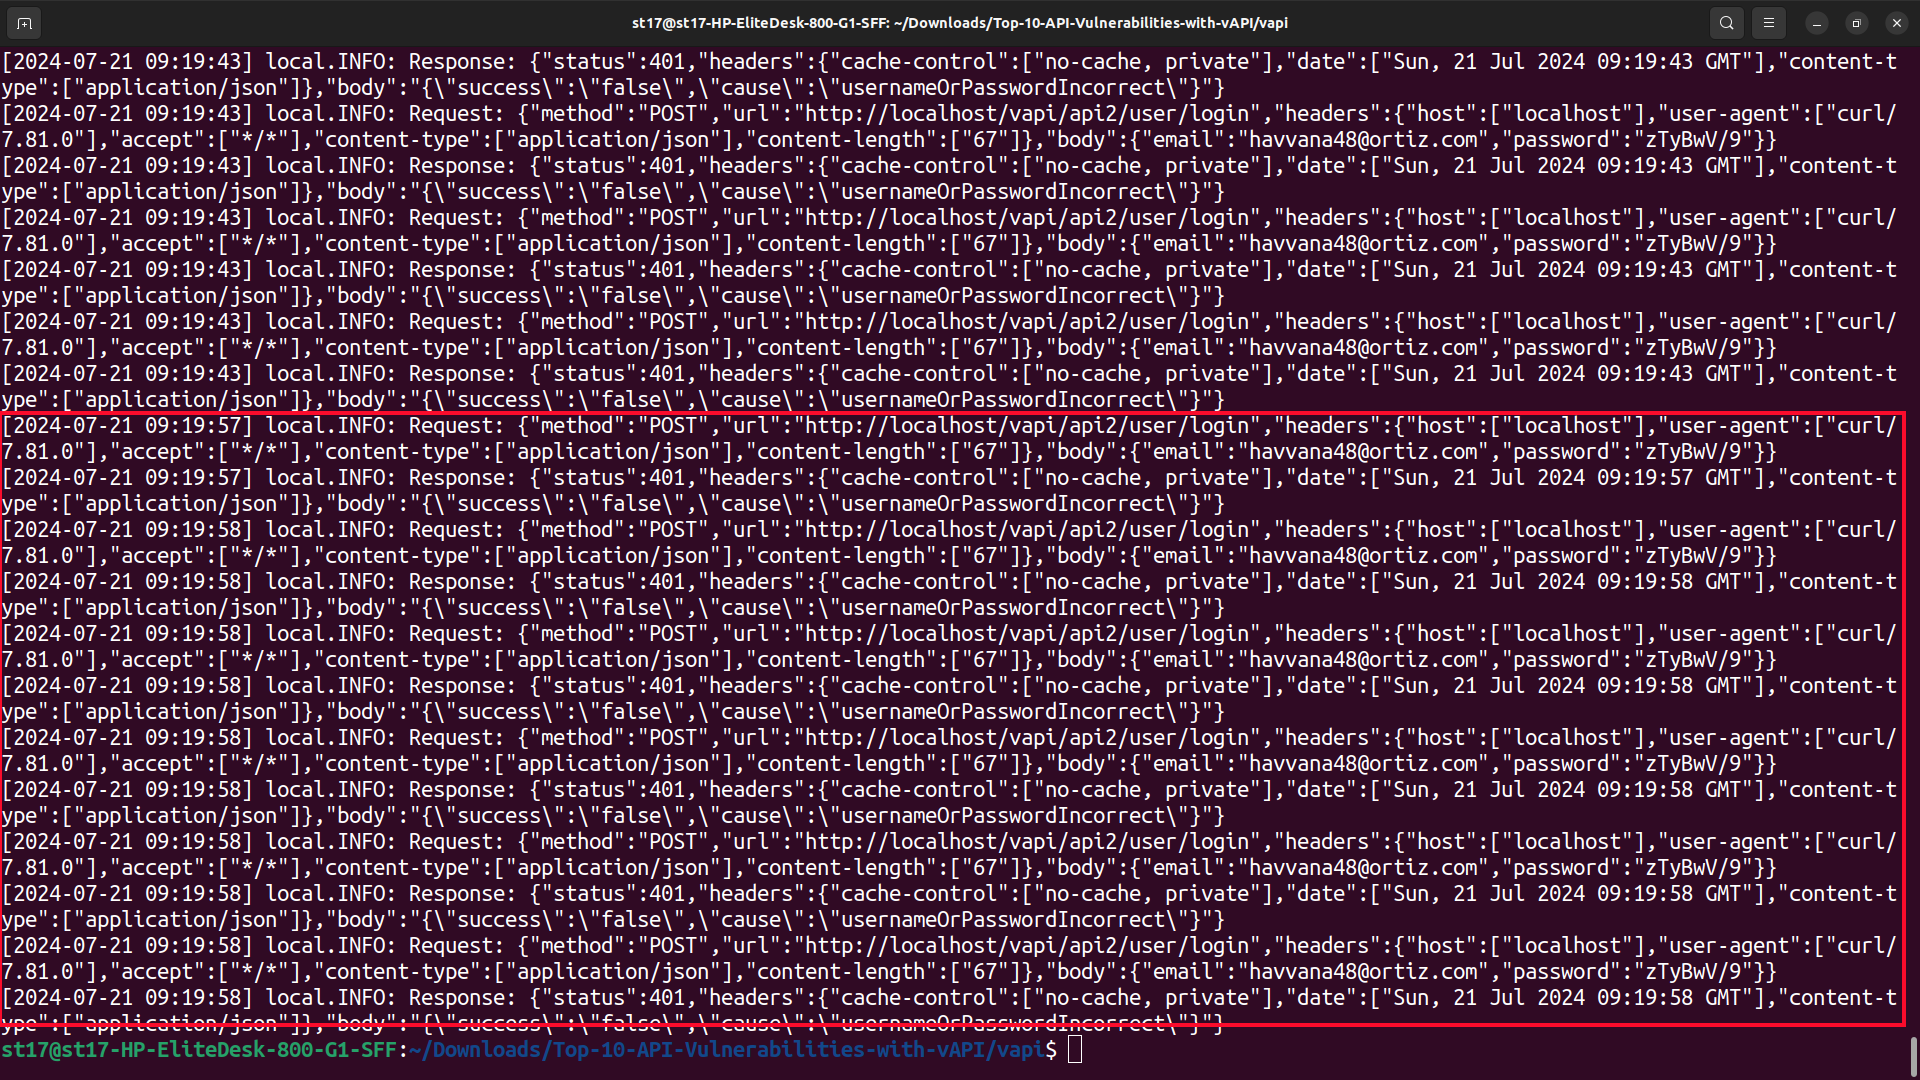 st17@st17-HP-EliteDesk-800-G1-SFF: ~/Downloads/Top-10-API-Vulnerabilities-with-vAPI/vapi
[2024-07-21 09:19:43] local.INFO: Response: {"status":401,"headers":{"cache-control":["no-cache, private"],"date":["Sun, 21 Jul 2024 09:19:43 GMT"],"content-t
ype":["application/json"]},"body":"{\"success\":\"false\",\"cause\":\"usernameOrPasswordIncorrect\"}"}
[2024-07-21 09:19:43] local.INFO: Request: {"method":"POST","url":"http://localhost/vapi/api2/user/login","headers":{"host":["localhost"],"user-agent":["curl/
7.81.0"],"accept":["*/*"],"content-type":["application/json"],"content-length":["67"]},"body":{"email":"havvana48@ortiz.com","password":"zTyBwV/9"}}
[2024-07-21 09:19:43] local.INFO: Response: {"status":401,"headers":{"cache-control":["no-cache, private"],"date":["Sun, 21 Jul 2024 09:19:43 GMT"],"content-t
ype":["application/json"]},"body":"{\"success\":\"false\",\"cause\":\"usernameOrPasswordIncorrect\"}"}
[2024-07-21 09:19:43] local.INFO: Request: {"method":"POST","url":"http://localhost/vapi/api2/user/login","headers":{"host":["localhost"],"user-agent":["curl/
7.81.0"],"accept":["*/*"],"content-type":["application/json"],"content-length":["67"]},"body":{"email":"havvana48@ortiz.com","password":"zTyBwV/9"}}
[2024-07-21 09:19:43] local.INFO: Response: {"status":401,"headers":{"cache-control":["no-cache, private"],"date":["Sun, 21 Jul 2024 09:19:43 GMT"],"content-t
ype":["application/json"]},"body":"{\"success\":\"false\",\"cause\":\"usernameOrPasswordIncorrect\"}"}
[2024-07-21 09:19:43] local.INFO: Request: {"method":"POST","url":"http://localhost/vapi/api2/user/login","headers":{"host":["localhost"],"user-agent":["curl/
7.81.0"],"accept":["*/*"],"content-type":["application/json"],"content-length":["67"]},"body":{"email":"havvana48@ortiz.com","password":"zTyBwV/9"}}
[2024-07-21 09:19:43] local.INFO: Response: {"status":401,"headers":{"cache-control":["no-cache, private"],"date":["Sun, 21 Jul 2024 09:19:43 GMT"],"content-t
ype":["application/json"]},"body":"{\"success\":\"false\",\"cause\":\"usernameOrPasswordIncorrect\"}"}
[2024-07-21 09:19:57] local.INFO: Request: {"method":"POST","url":"http://localhost/vapi/api2/user/login","headers":{"host":["localhost"],"user-agent":["curl/
7.81.0"],"accept":["*/*"],"content-type":["application/json"],"content-length":["67"]},"body":{"email":"havvana48@ortiz.com","password":"zTyBwV/9"}}
[2024-07-21 09:19:57] local.INFO: Response: {"status":401,"headers":{"cache-control":["no-cache, private"],"date":["Sun, 21 Jul 2024 09:19:57 GMT"],"content-t
ype":["application/json"]},"body":"{\"success\":\"false\",\"cause\":\"usernameOrPasswordIncorrect\"}"}
[2024-07-21 09:19:58] local.INFO: Request: {"method":"POST","url":"http://localhost/vapi/api2/user/login","headers":{"host":["localhost"],"user-agent":["curl/
7.81.0"],"accept":["*/*"],"content-type":["application/json"],"content-length":["67"]},"body":{"email":"havvana48@ortiz.com","password":"zTyBwV/9"}}
[2024-07-21 09:19:58] local.INFO: Response: {"status":401,"headers":{"cache-control":["no-cache, private"],"date":["Sun, 21 Jul 2024 09:19:58 GMT"],"content-t
ype":["application/json"]},"body":"{\"success\":\"false\",\"cause\":\"usernameOrPasswordIncorrect\"}"}
[2024-07-21 09:19:58] local.INFO: Request: {"method":"POST","url":"http://localhost/vapi/api2/user/login","headers":{"host":["localhost"],"user-agent":["curl/
7.81.0"],"accept":["*/*"],"content-type":["application/json"],"content-length":["67"]},"body":{"email":"havvana48@ortiz.com","password":"zTyBwV/9"}}
[2024-07-21 09:19:58] local.INFO: Response: {"status":401,"headers":{"cache-control":["no-cache, private"],"date":["Sun, 21 Jul 2024 09:19:58 GMT"],"content-t
ype":["application/json"]},"body":"{\"success\":\"false\",\"cause\":\"usernameOrPasswordIncorrect\"}"}
[2024-07-21 09:19:58] local.INFO: Request: {"method":"POST","url":"http://localhost/vapi/api2/user/login","headers":{"host":["localhost"],"user-agent":["curl/
7.81.0"],"accept":["*/*"],"content-type":["application/json"],"content-length":["67"]},"body":{"email":"havvana48@ortiz.com","password":"zTyBwV/9"}}
[2024-07-21 09:19:58] local.INFO: Response: {"status":401,"headers":{"cache-control":["no-cache, private"],"date":["Sun, 21 Jul 2024 09:19:58 GMT"],"content-t
ype":["application/json"]},"body":"{\"success\":\"false\",\"cause\":\"usernameOrPasswordIncorrect\"}"}
[2024-07-21 09:19:58] local.INFO: Request: {"method":"POST","url":"http://localhost/vapi/api2/user/login","headers":{"host":["localhost"],"user-agent":["curl/
7.81.0"],"accept":["*/*"],"content-type":["application/json"],"content-length":["67"]},"body":{"email":"havvana48@ortiz.com","password":"zTyBwV/9"}}
[2024-07-21 09:19:58] local.INFO: Response: {"status":401,"headers":{"cache-control":["no-cache, private"],"date":["Sun, 21 Jul 2024 09:19:58 GMT"],"content-t
ype":["application/json"]},"body":"{\"success\":\"false\",\"cause\":\"usernameOrPasswordIncorrect\"}"}
[2024-07-21 09:19:58] local.INFO: Request: {"method":"POST","url":"http://localhost/vapi/api2/user/login","headers":{"host":["localhost"],"user-agent":["curl/
7.81.0"],"accept":["*/*"],"content-type":["application/json"],"content-length":["67"]},"body":{"email":"havvana48@ortiz.com","password":"zTyBwV/9"}}
[2024-07-21 09:19:58] local.INFO: Response: {"status":401,"headers":{"cache-control":["no-cache, private"],"date":["Sun, 21 Jul 2024 09:19:58 GMT"],"content-t
ype":["application/json"]},"body":"{\"success\":\"false\",\"cause\":\"usernameOrPasswordIncorrect\"}"}
st17@st17-HP-EliteDesk-800-G1-SFF:~/Downloads/Top-10-API-Vulnerabilities-with-vAPI/vapi$